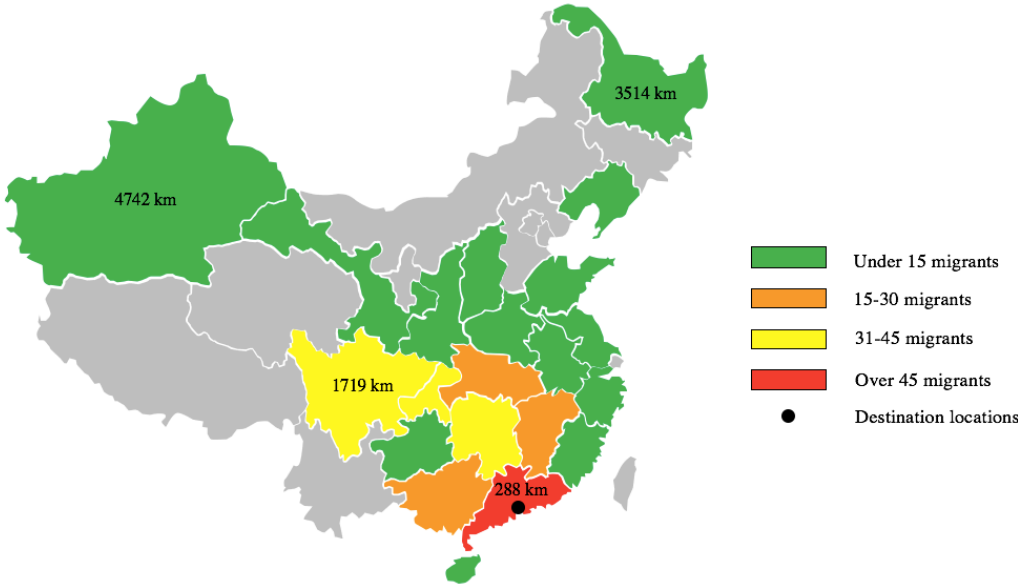 3514 km
4742 km
1719 km
288 km
Under 15 migrants
15-30 migrants
31-45 migrants
Over 45 migrants
Destination locations